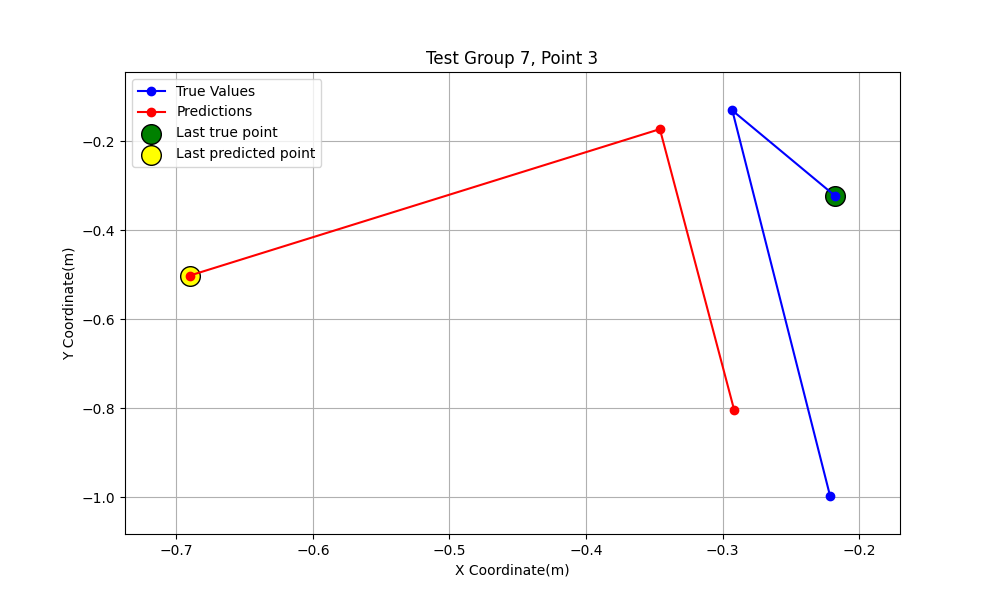 Test Group 7, Point 3
True Values
Predictions
Last true point
Last predicted point
−0.2
−0.4
−0.6
−0.8
−1.0
Y Coordinate(m)
−0.7 −0.6 −0.5 −0.4 −0.3 −0.2
X Coordinate(m)